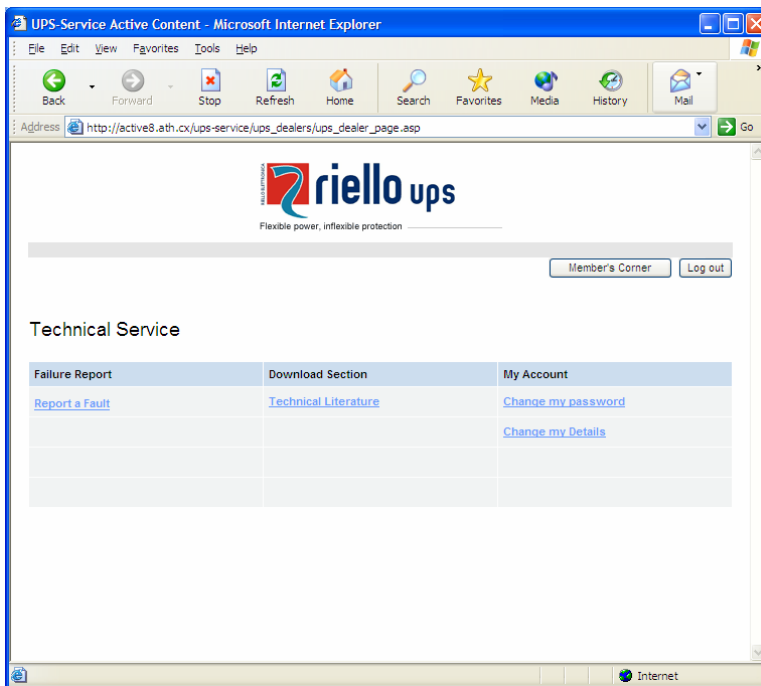 UPS-Service Active Content - Microsoft Internet Explorer
File Edit View Favorites Tools Help
Back Forward Stop Refresh Home Search Favorites Media History Mail
Address http://active8.ath.cx/ups-service/ups_dealers/ups_dealer_page.asp Go
RIELLO ELETTRONICA
riello ups
Flexible power, inflexible protection
Member's Corner Log out
Technical Service
Failure Report Download Section My Account
Report a Fault Technical Literature Change my password
Change my Details
Internet